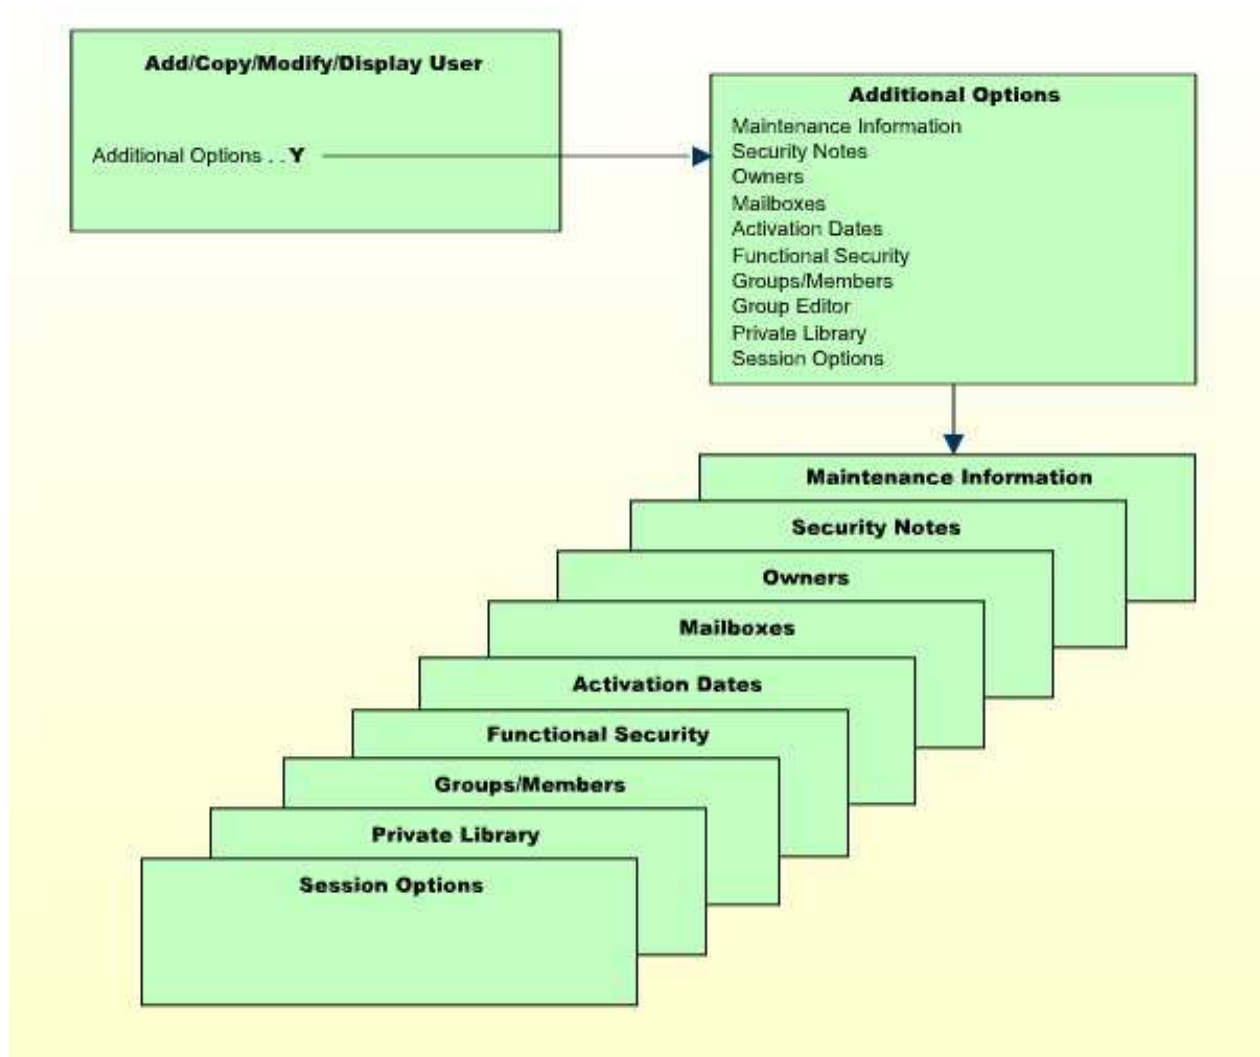 Add/Copy/Modify/Display User
Additional Options . . Y
Additional Options
Maintenance Information
Security Notes
Owners
Mailboxes
Activation Dates
Functional Security
Groups/Members
Group Editor
Private Library
Session Options
Maintenance Information
Security Notes
Owners
Mailboxes
Activation Dates
Functional Security
Groups/Members
Private Library
Session Options